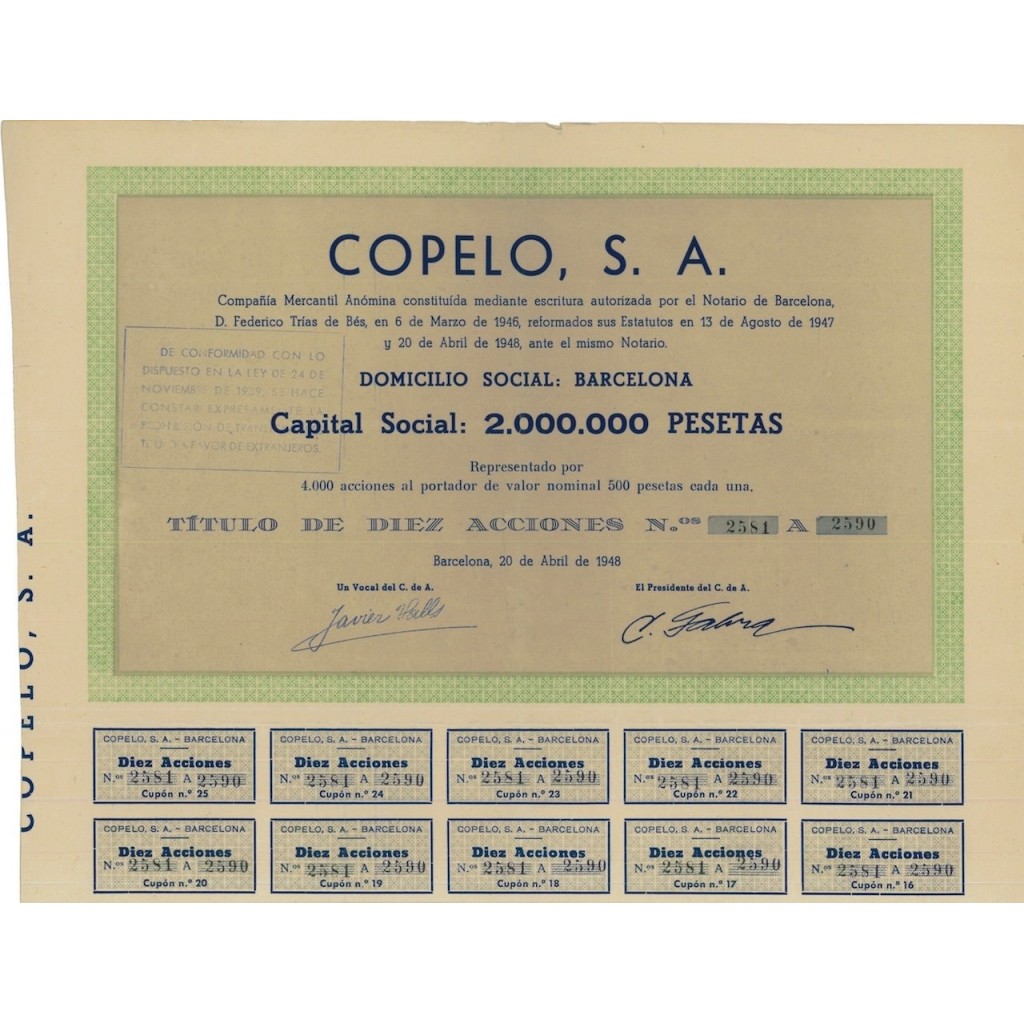 COPELO, S. A.
Compañía Mercantil Anómina constituída mediante escritura autorizada por el Notario de Barcelona,
D. Federico Trías de Bés, en 6 de Marzo de 1946, reformados sus Estatutos en 13 de Agosto de 1947
y 20 de Abril de 1948, ante el mismo Notario.
DE CONFORMIDAD CON LO
DISPUESTO EN LA LEY DE 24 DE
NOVIEMBRE DE 1939, SE HACE
CONSTAR EXPRESAMENTE LA
DE
A FAVOR DE EXTRANJEROS.
DOMICILIO SOCIAL: BARCELONA
Capital Social: 2.000.000 PESETAS
Representado por
4.000 acciones al portador de valor nominal 500 pesetas cada una.
TÍTULO DE DIEZ ACCIONES N.os 2581 A 2590
Barcelona, 20 de Abril de 1948
Un Vocal del C. de A. El Presidente del C. de A.
Javier C.
COPELO, S. A.
COPELO, S. A. - BARCELONA COPELO, S. A. - BARCELONA COPELO, S. A. - BARCELONA COPELO, S. A. - BARCELONA COPELO, S. A. - BARCELONA
Diez Acciones Diez Acciones Diez Acciones Diez Acciones Diez Acciones
N.os 2581 A 2590 N.os 2581 A 2590 N.os 2581 A 2590 N.os 2581 A 2590 N.os 2581 A 2590
Cupón n.º 25 Cupón n.º 24 Cupón n.º 23 Cupón n.º 22 Cupón n.º 21
COPELO, S. A. - BARCELONA COPELO, S. A. - BARCELONA COPELO, S. A. - BARCELONA COPELO, S. A. - BARCELONA COPELO, S. A. - BARCELONA
Diez Acciones Diez Acciones Diez Acciones Diez Acciones Diez Acciones
N.os 2581 A 2590 N.os 2581 A 2590 N.os 2581 A 2590 N.os 2581 A 2590 N.os 2581 A 2590
Cupón n.º 20 Cupón n.º 19 Cupón n.º 18 Cupón n.º 17 Cupón n.º 16